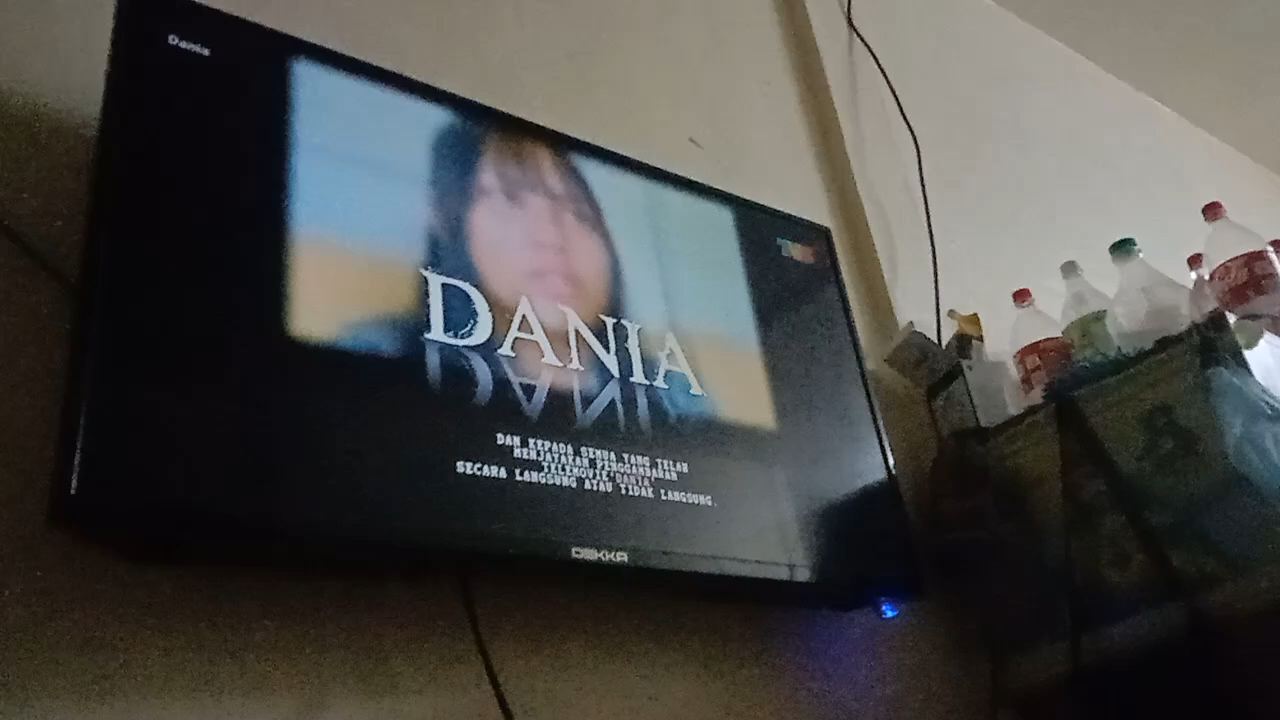 Dania
DANIA
DAN KEPADA SEMUA YANG TELAH
MENJAYAKAN PENGGAMBARAN
TELEMOVIE 'DANIA'
SECARA LANGSUNG ATAU TIDAK LANGSUNG.
DEKKA